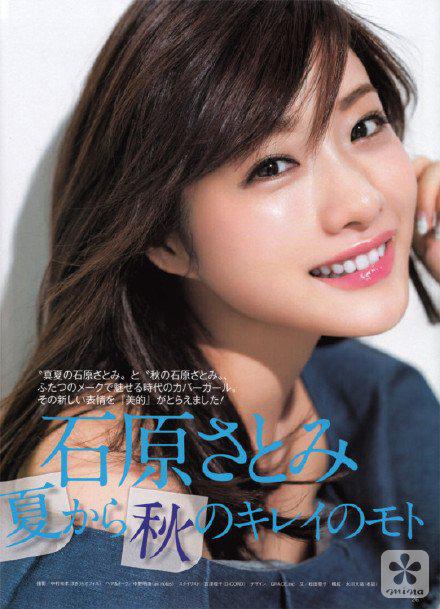 "真夏の石原さとみ。と "秋の石原さとみ。、
ふたつのメークで魅せる時代のカバーガール。
その新しい表情を『美的』がとらえました!
石原さとみ
夏から秋のキレイのモト
mina